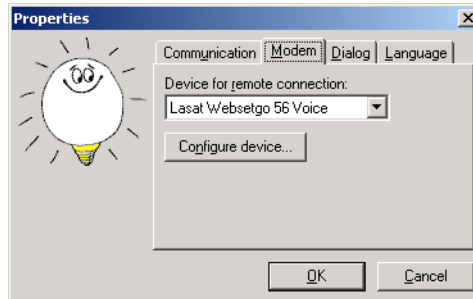 Properties
Communication Modem Dialog Language
Device for remote connection:
Lasat Websetgo 56 Voice
Configure device...
OK Cancel